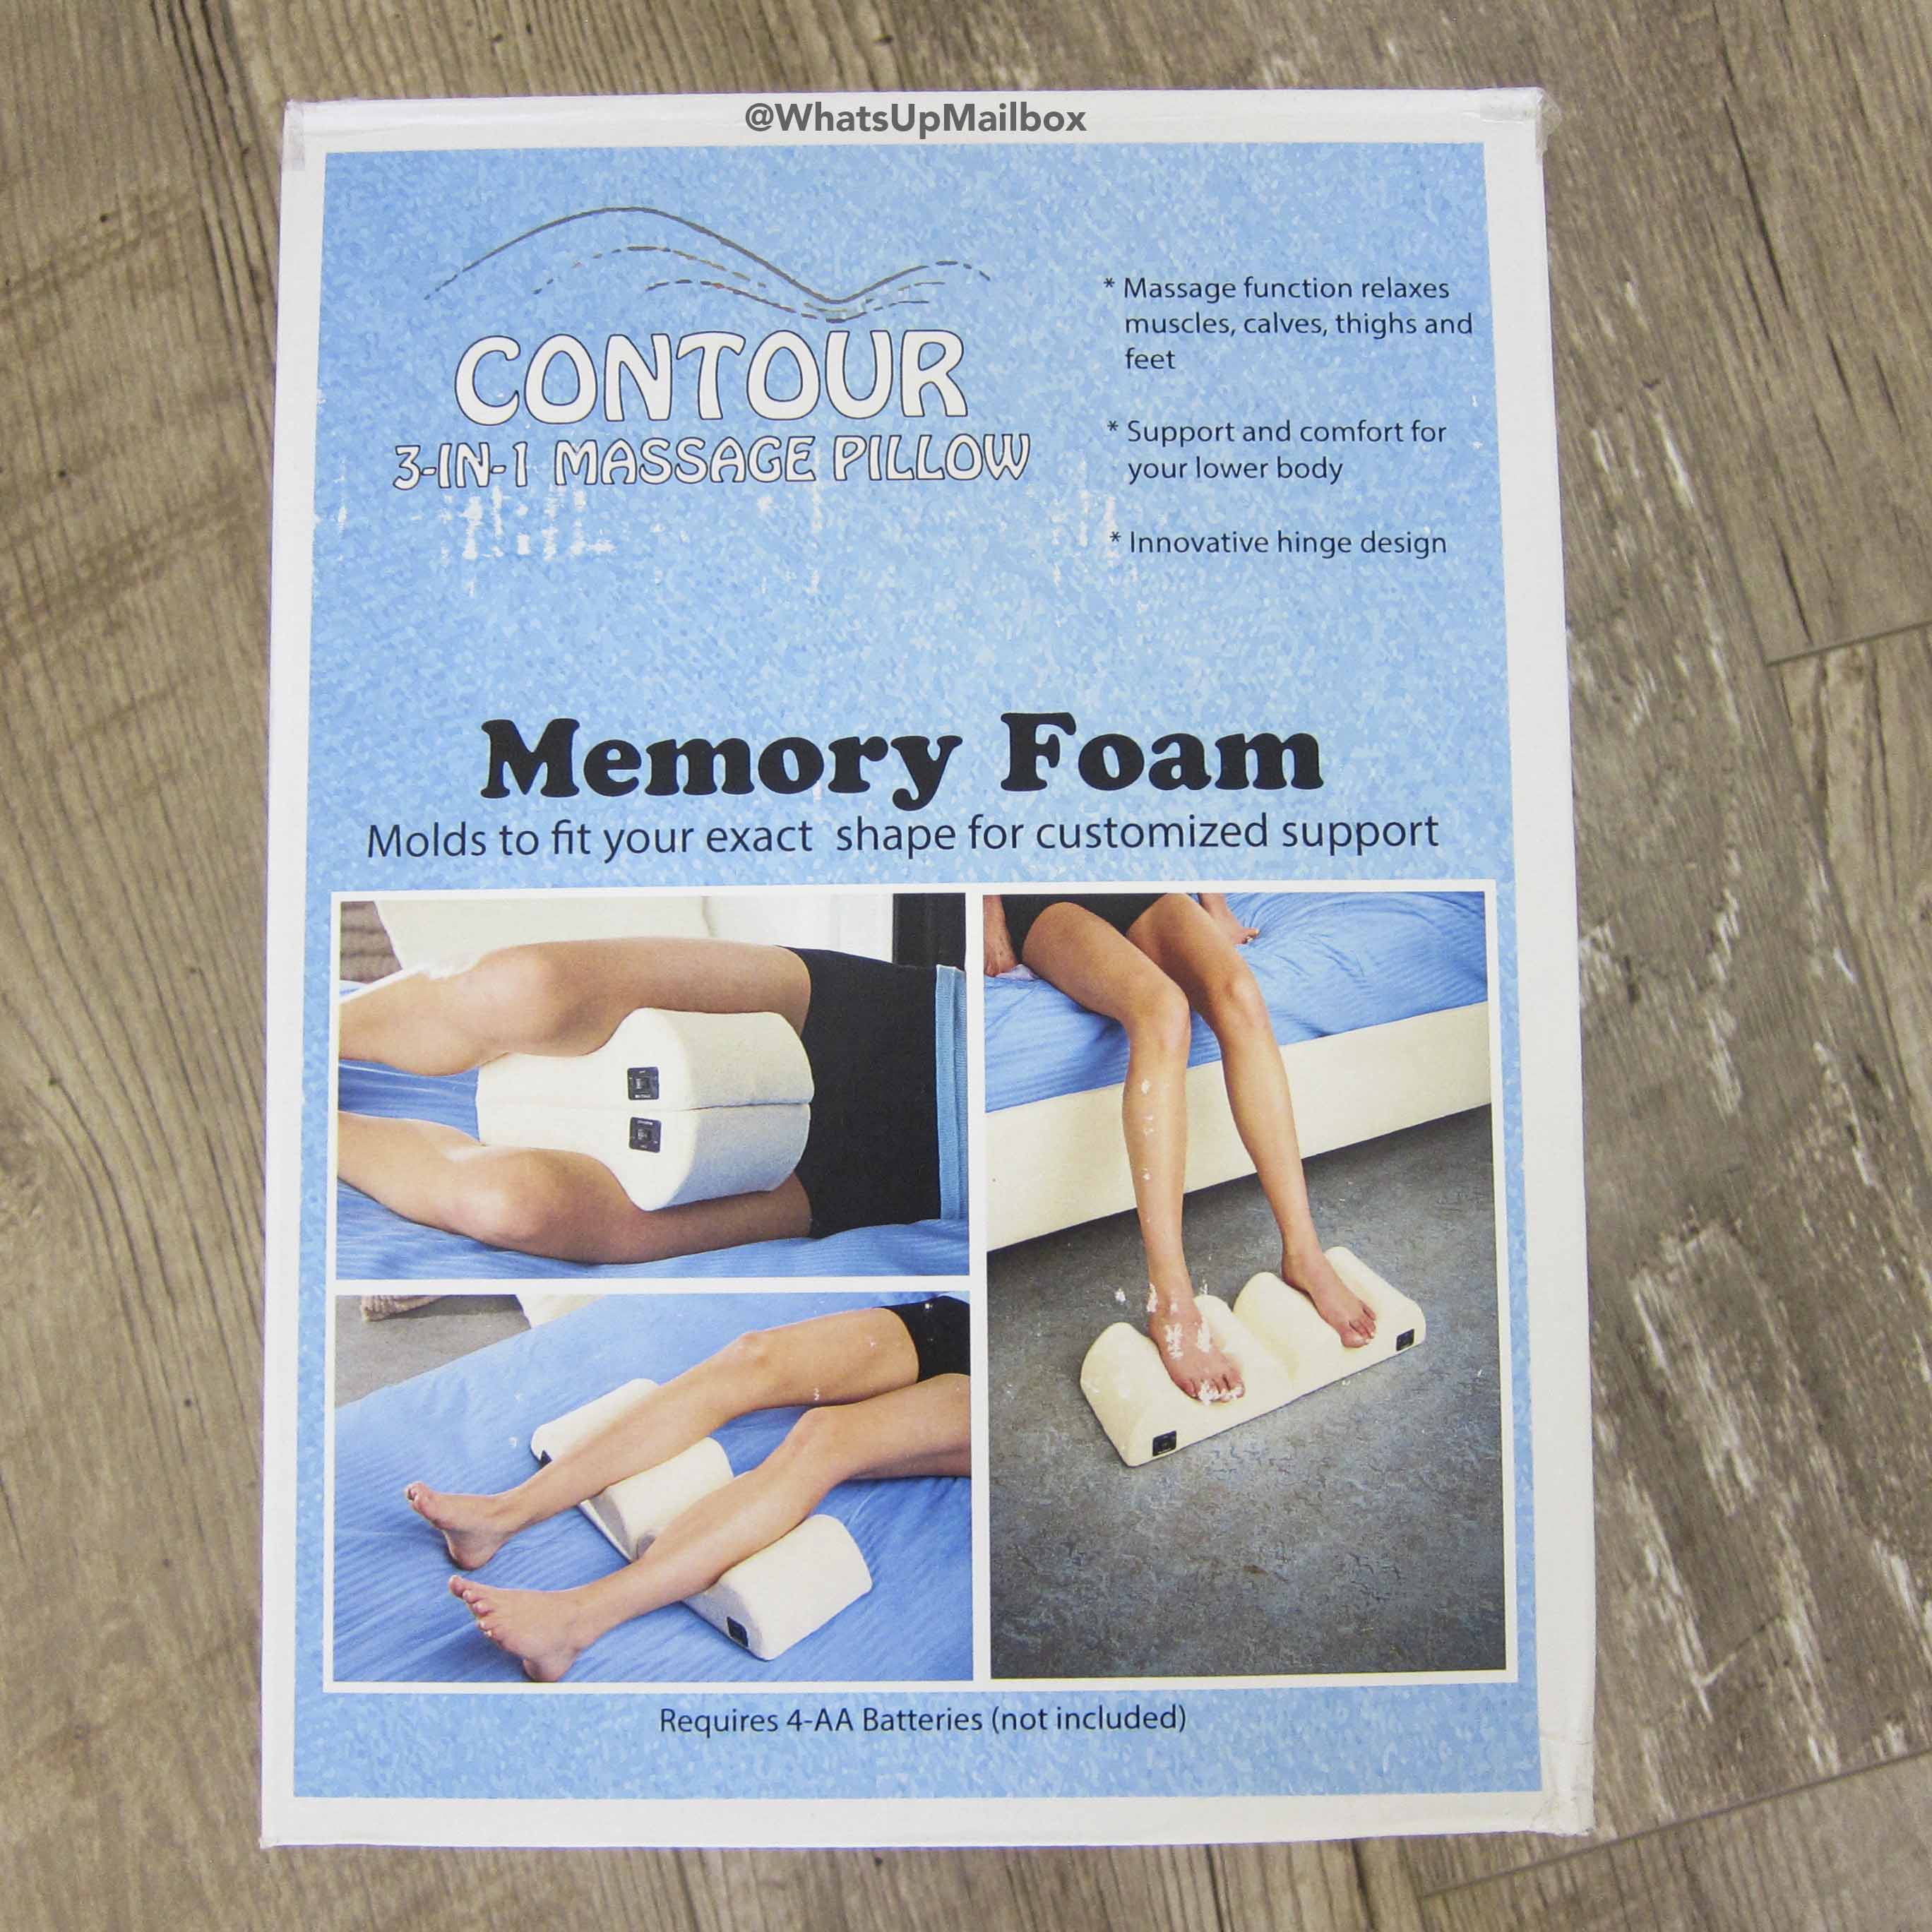 @WhatsUpMailbox
CONTOUR
3-IN-1 MASSAGE PILLOW
* Massage function relaxes
muscles, calves, thighs and
feet
* Support and comfort for
your lower body
* Innovative hinge design
Memory Foam
Molds to fit your exact shape for customized support
Requires 4-AA Batteries (not included)